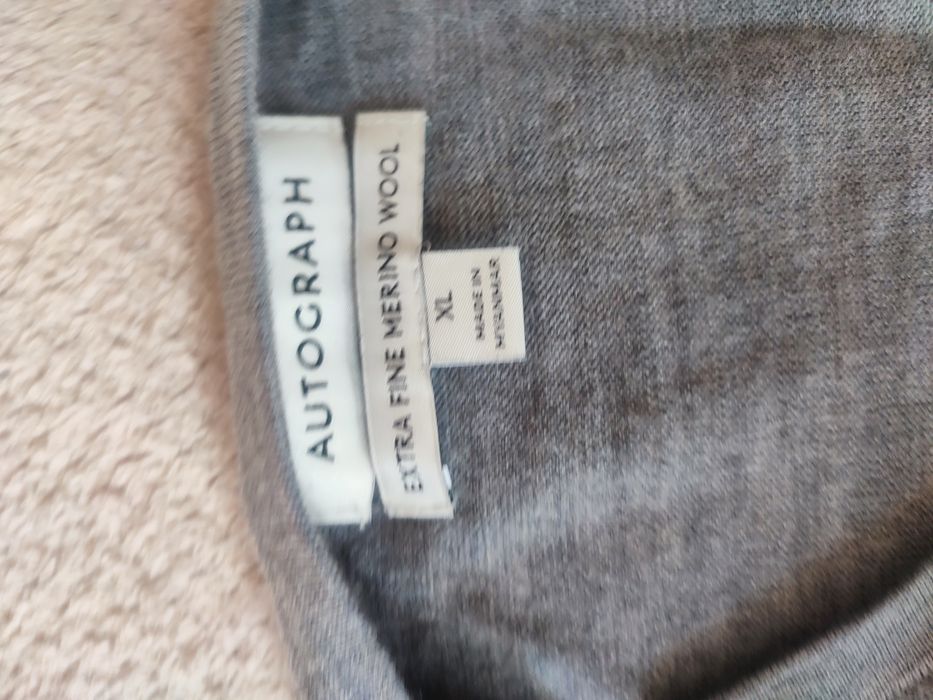 AUTOGRAPH
EXTRA FINE MERINO WOOL
XL
MADE IN
MYANMAR